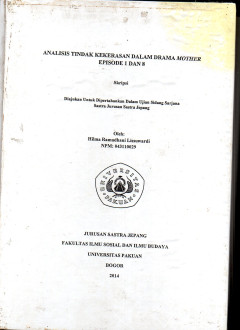 ANALISIS TINDAK KEKERASAN DALAM DRAMA MOTHER
EPISODE 1 DAN 8
Skripsi
Diajukan Untuk Dipertahankan Dalam Ujian Sidang Sarjana
Sastra Jurusan Sastra Jepang
Oleh:
Hilma Ramadhani
NPM: 043110029
UNIVERSITAS
PAKUAN
JURUSAN SASTRA JEPANG
FAKULTAS ILMU SOSIAL DAN ILMU BUDAYA
UNIVERSITAS PAKUAN
BOGOR
2014